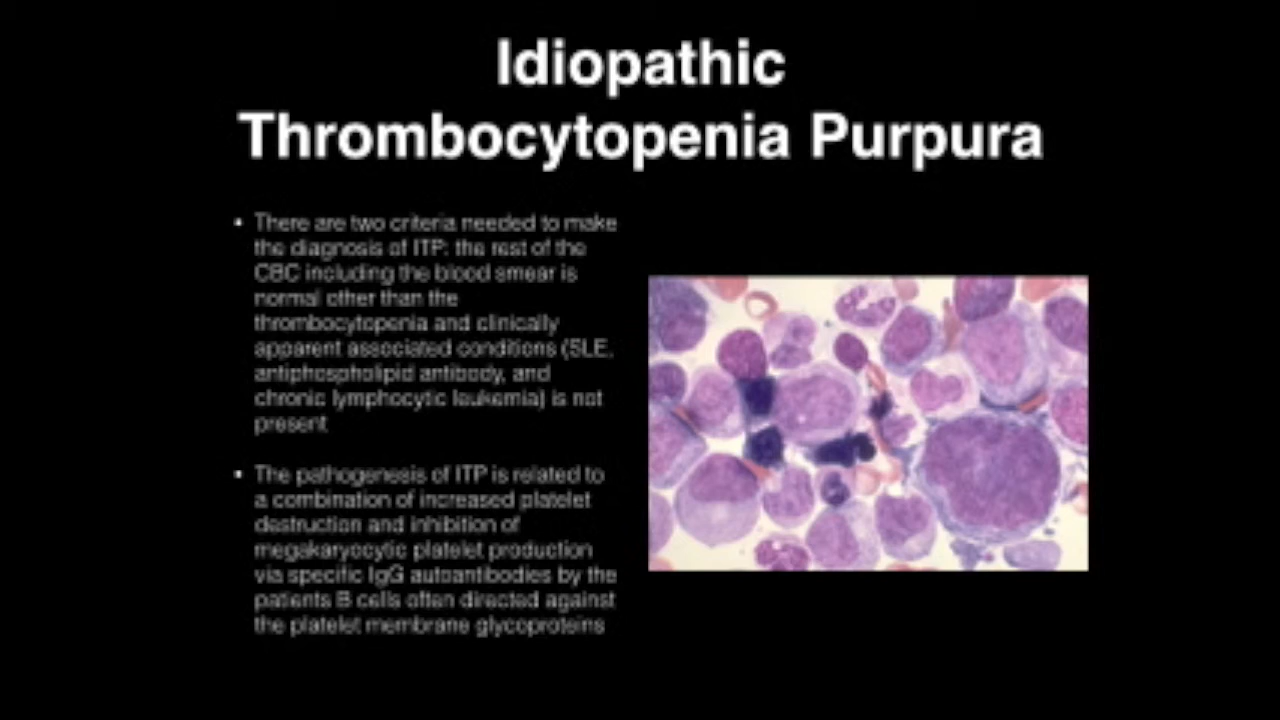 Idiopathic
Thrombocytopenia Purpura
• There are two criteria needed to make
the diagnosis of ITP: the rest of the
CBC including the blood smear is
normal other than the
thrombocytopenia and clinically
apparent associated conditions (SLE,
antiphospholipid antibody, and
chronic lymphocytic leukemia) is not
present
• The pathogenesis of ITP is related to
a combination of increased platelet
destruction and inhibition of
megakaryocytic platelet production
via specific IgG autoantibodies by the
patients B cells often directed against
the platelet membrane glycoproteins